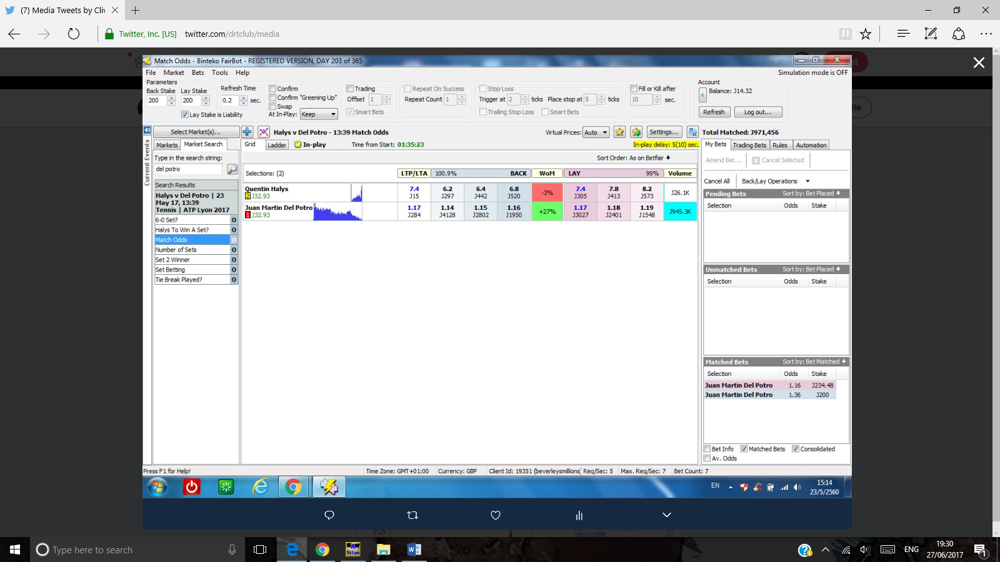 (7) Media Tweets by Cliv
Twitter, Inc. [US] twitter.com/drtclub/media
Match Odds - Binteko FairBot - REGISTERED VERSION, DAY 203 of 365
File Market Bets Tools Help
Simulation mode is OFF
Parameters
Back Stake Lay Stake Refresh Time
200 200 0.2 sec.
Lay Stake is Liability
Confirm
Confirm "Greening Up"
Swap
At In-Play: Keep
Trading
Offset 1
Smart Bets
Repeat On Success
Repeat Count 1
Stop Loss
Trigger at 2 ticks Place stop at 5 ticks
Trailing Stop Loss Smart Bets
Fill or Kill after
10 sec.
Account
Balance: J14.32
Refresh Log out...
Select Market(s)...
Halys v Del Potro - 13:39 Match Odds
Virtual Prices: Auto Settings...
Total Matched: J971,456
Current Events
Markets Market Search
Grid Ladder In-play Time from Start: 01:35:23
In-play delay: 5(10) sec.
My Bets Trading Bets Rules Automation
Type in the search string:
del potro
Search Results
Halys v Del Potro | 23
May 17, 13:39
Tennis | ATP Lyon 2017
6-0 Set? 0
Halys To Win A Set? 0
Match Odds 0
Number of Sets 0
Set 2 Winner 0
Set Betting 0
Tie Break Played? 0
Sort Order: As on Betfair
Selections: (2) LTP/LTA 100.9% BACK WoM LAY 99% Volume
Quentin Halys 7.4 6.2 6.4 6.8 -3% 7.4 7.8 8.2 J26.1K
2 J32.93 J15 J297 J442 J520 J305 J413 J573
Juan Martin Del Potro 1.17 1.14 1.15 1.16 +27% 1.17 1.18 1.19 J945.3K
1 J32.93 J284 J4128 J2802 J1950 J3027 J2401 J1548
Amend Bet... Cancel Selected
Cancel All Back/Lay Operations
Pending Bets Sort by: Bet Placed
Selection Odds Stake
Unmatched Bets Sort by: Bet Placed
Selection Odds Stake
Matched Bets Sort by: Bet Matched
Selection Odds Stake
Juan Martin Del Potro 1.16 J234.48
Juan Martin Del Potro 1.36 J200
Bet Info Matched Bets Consolidated
Av. Odds
Press F1 for Help! Time Zone: GMT+01:00 Currency: GBP Client Id: 19351 (beverleysmillions) Req/Sec: 5 Max. Req/Sec: 7 Bet Count: 7
EN 15:14
23/5/2560
2.25
Type here to search
ENG 19:30
27/06/2017
1